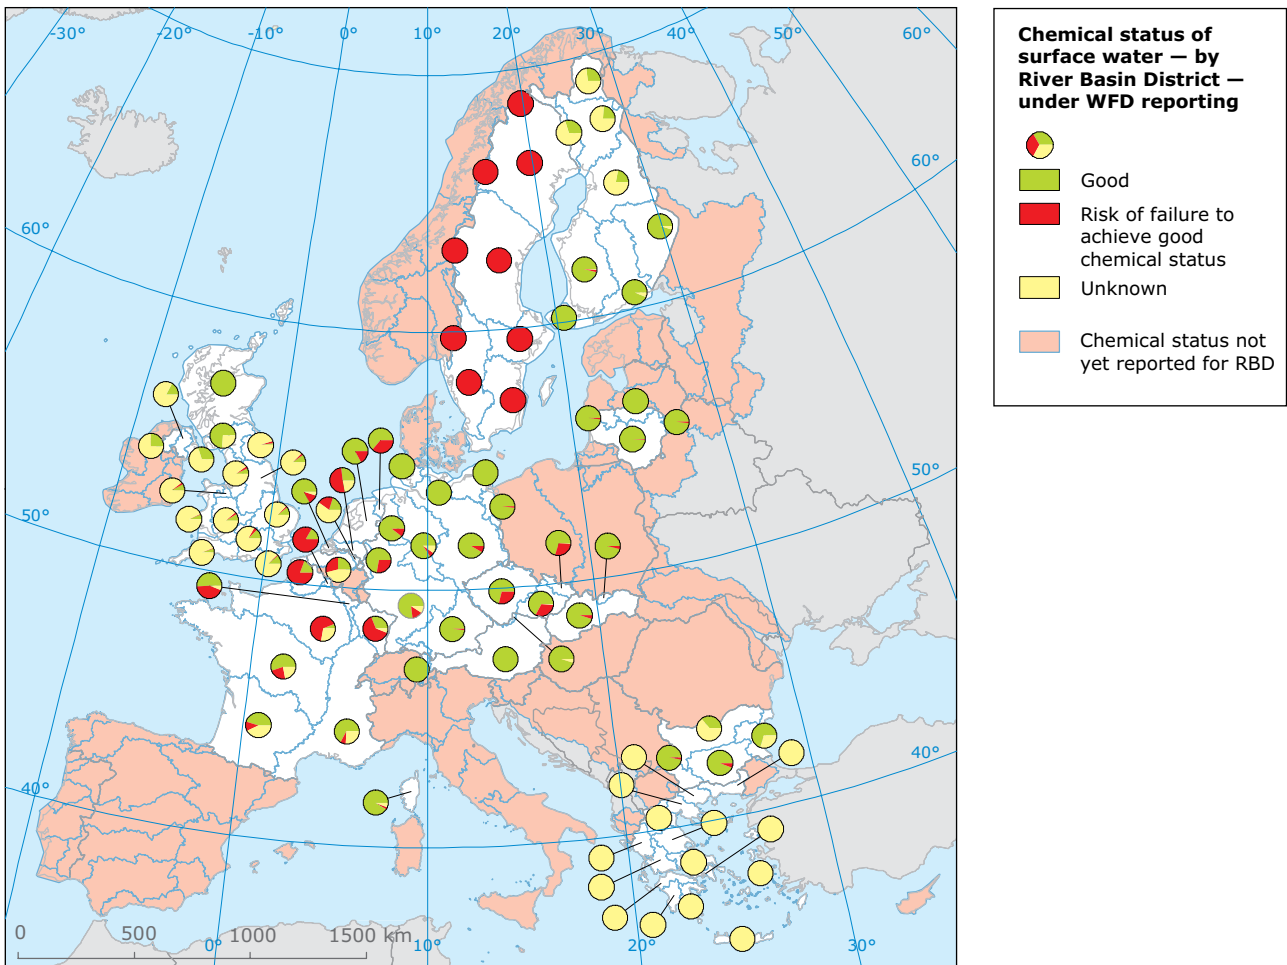 -30°
-20°
-10°
0°
10°
20°
30°
40°
50°
60°
60°
60°
50°
50°
40°
40°
0
500
1000
1500 km
0°
10°
20°
30°
Chemical status of
surface water — by
River Basin District —
under WFD reporting
Good
Risk of failure to
achieve good
chemical status
Unknown
Chemical status not
yet reported for RBD